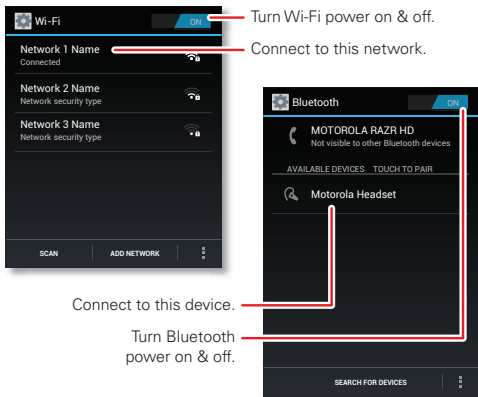 Wi-Fi
ON
Turn Wi-Fi power on & off.
Network 1 Name
Connected
Connect to this network.
Network 2 Name
Network security type
Network 3 Name
Network security type
SCAN
ADD NETWORK
Bluetooth
ON
MOTOROLA RAZR HD
Not visible to other Bluetooth devices
AVAILABLE DEVICES TOUCH TO PAIR
Motorola Headset
Connect to this device.
Turn Bluetooth
power on & off.
SEARCH FOR DEVICES